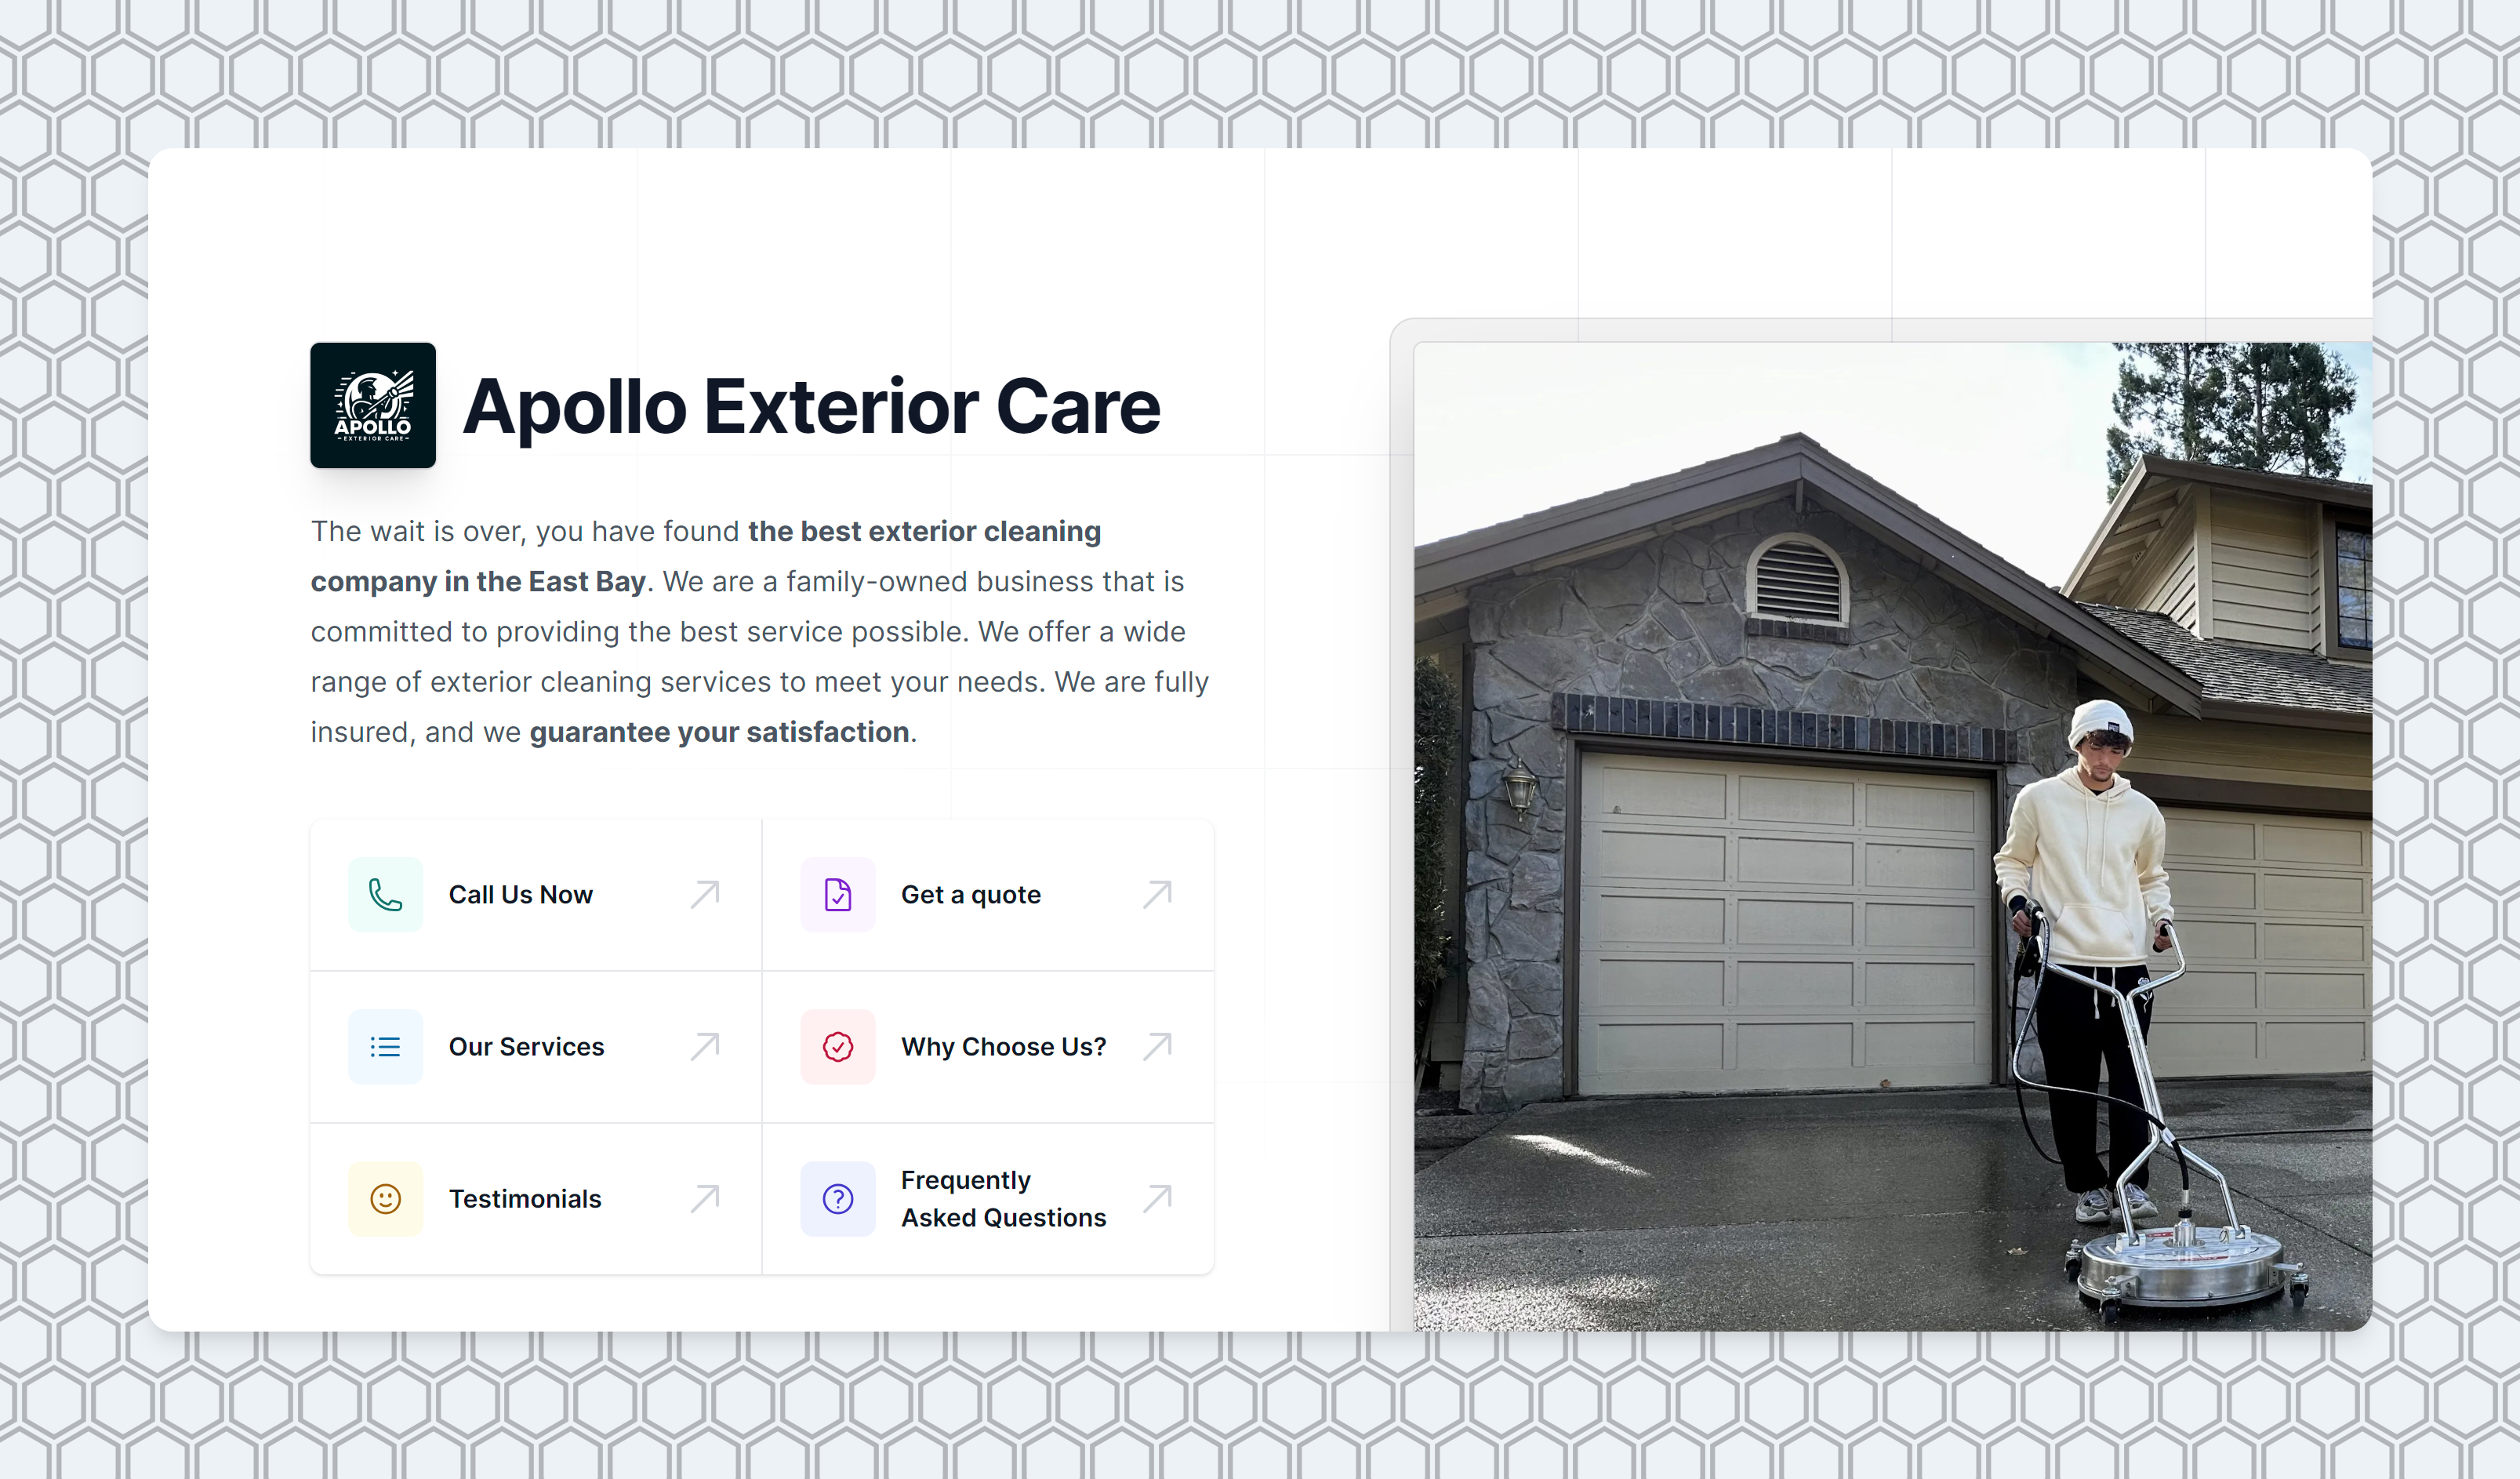 APOLLO
EXTERIOR CARE
Apollo Exterior Care
The wait is over, you have found the best exterior cleaning
company in the East Bay. We are a family-owned business that is
committed to providing the best service possible. We offer a wide
range of exterior cleaning services to meet your needs. We are fully
insured, and we guarantee your satisfaction.
Call Us Now
Get a quote
Our Services
Why Choose Us?
Testimonials
Frequently
Asked Questions